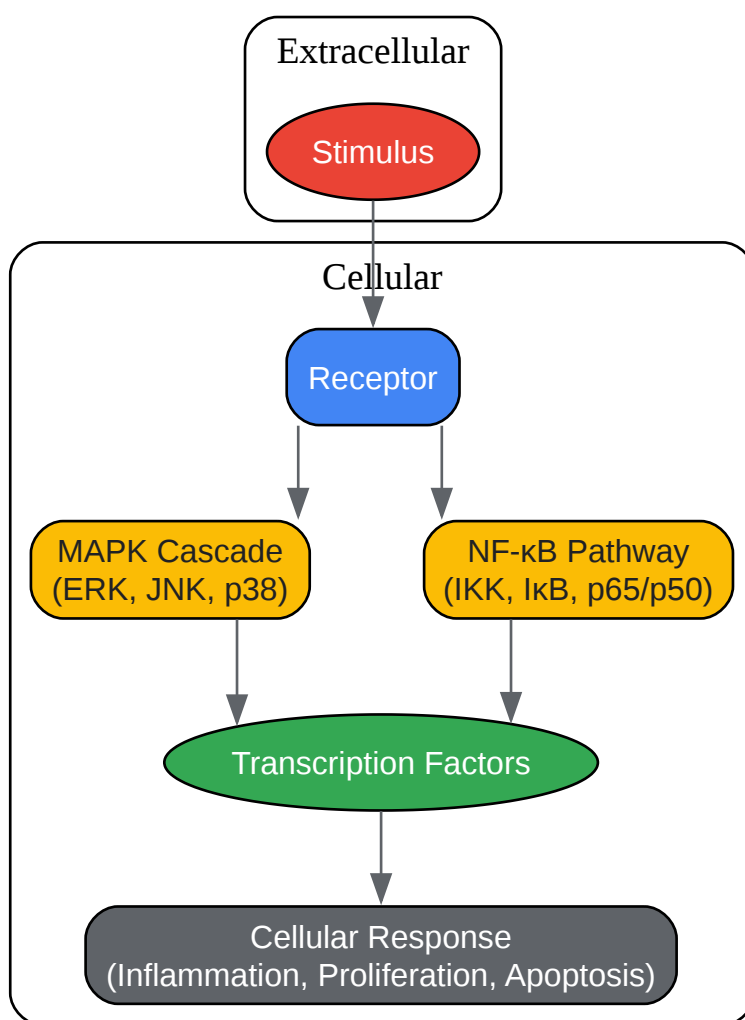 Extracellular
Stimulus
Cellular
Receptor
MAPK Cascade
(ERK, JNK, p38)
NF-κB Pathway
(IKK, IκB, p65/p50)
Transcription Factors
Cellular Response
(Inflammation, Proliferation, Apoptosis)